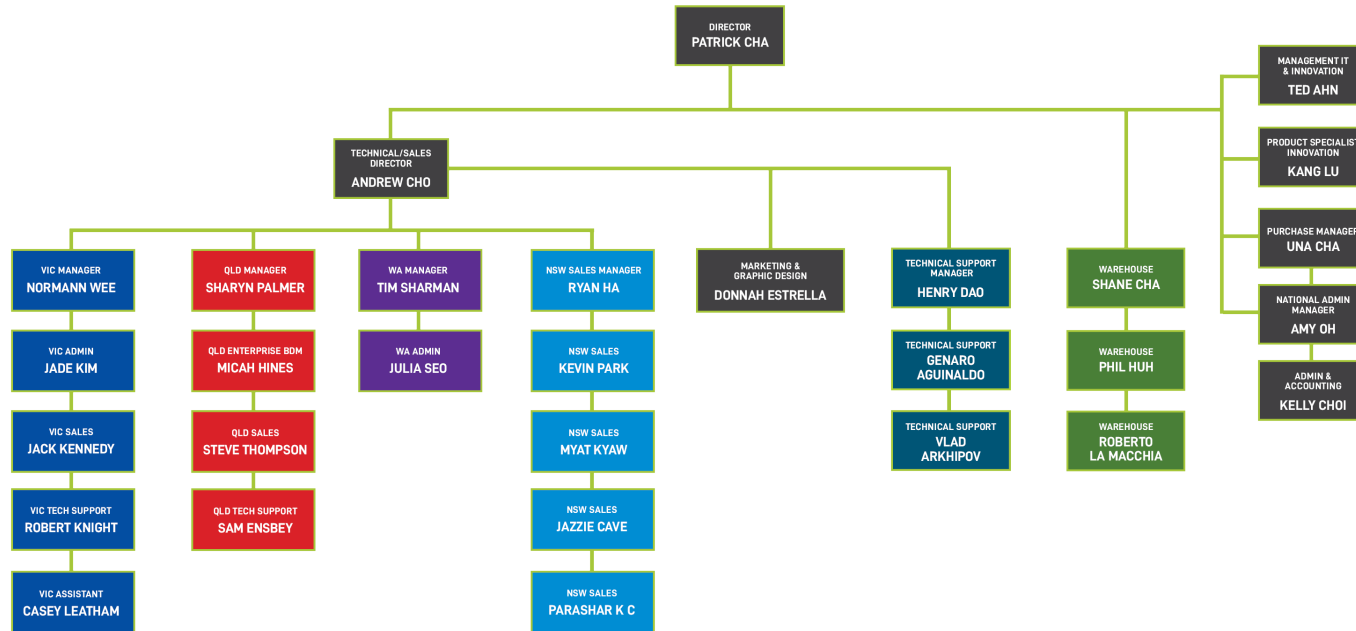 DIRECTOR
PATRICK CHA
MANAGEMENT IT
& INNOVATION
TED AHN
PRODUCT SPECIALIST
INNOVATION
KANG LU
PURCHASE MANAGER
UNA CHA
NATIONAL ADMIN
MANAGER
AMY OH
ADMIN &
ACCOUNTING
KELLY CHOI
TECHNICAL/SALES
DIRECTOR
ANDREW CHO
VIC MANAGER
NORMANN WEE
VIC ADMIN
JADE KIM
VIC SALES
JACK KENNEDY
VIC TECH SUPPORT
ROBERT KNIGHT
VIC ASSISTANT
CASEY LEATHAM
QLD MANAGER
SHARYN PALMER
QLD ENTERPRISE BDM
MICAH HINES
QLD SALES
STEVE THOMPSON
QLD TECH SUPPORT
SAM ENSBEY
WA MANAGER
TIM SHARMAN
WA ADMIN
JULIA SEO
NSW SALES MANAGER
RYAN HA
NSW SALES
KEVIN PARK
NSW SALES
MYAT KYAW
NSW SALES
JAZZIE CAVE
NSW SALES
PARASHAR K C
MARKETING &
GRAPHIC DESIGN
DONNAH ESTRELLA
TECHNICAL SUPPORT
MANAGER
HENRY DAO
TECHNICAL SUPPORT
GENARO
AGUINALDO
TECHNICAL SUPPORT
VLAD
ARKHIPOV
WAREHOUSE
SHANE CHA
WAREHOUSE
PHIL HUH
WAREHOUSE
ROBERTO
LA MACCHIA